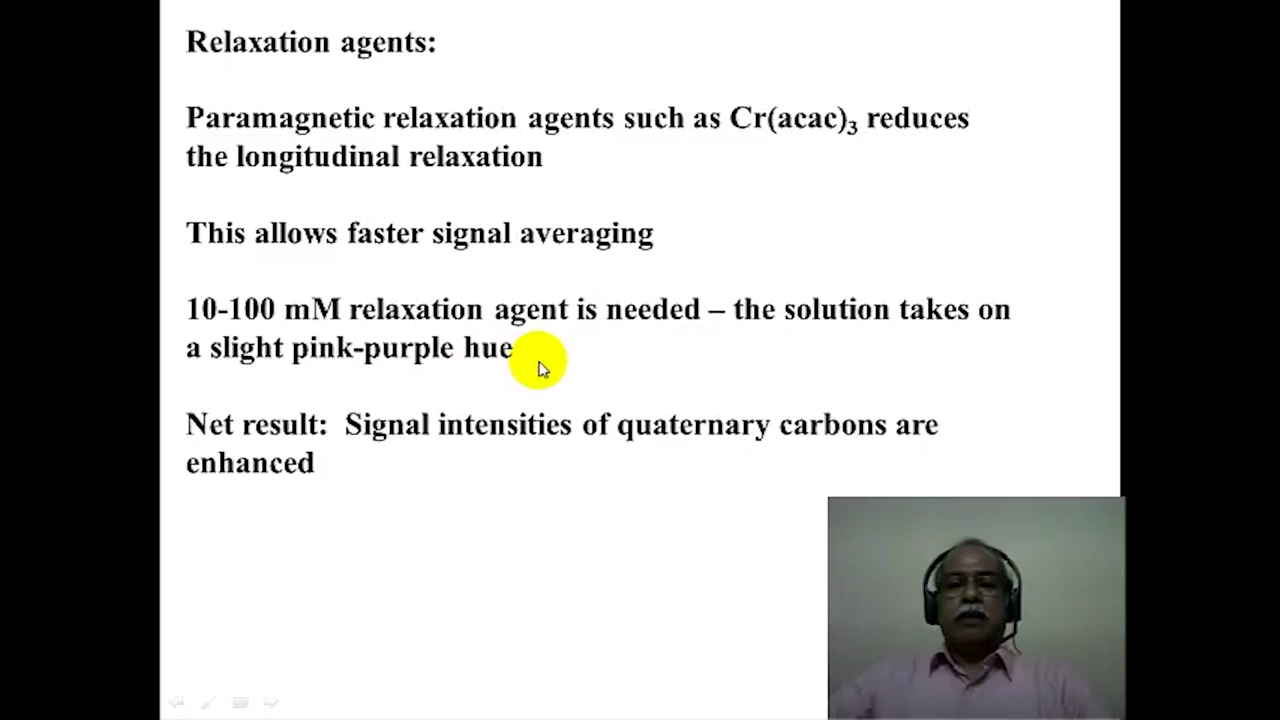 Relaxation agents:
Paramagnetic relaxation agents such as Cr(acac)₃ reduces
the longitudinal relaxation
This allows faster signal averaging
10-100 mM relaxation agent is needed – the solution takes on
a slight pink-purple hue
Net result: Signal intensities of quaternary carbons are
enhanced